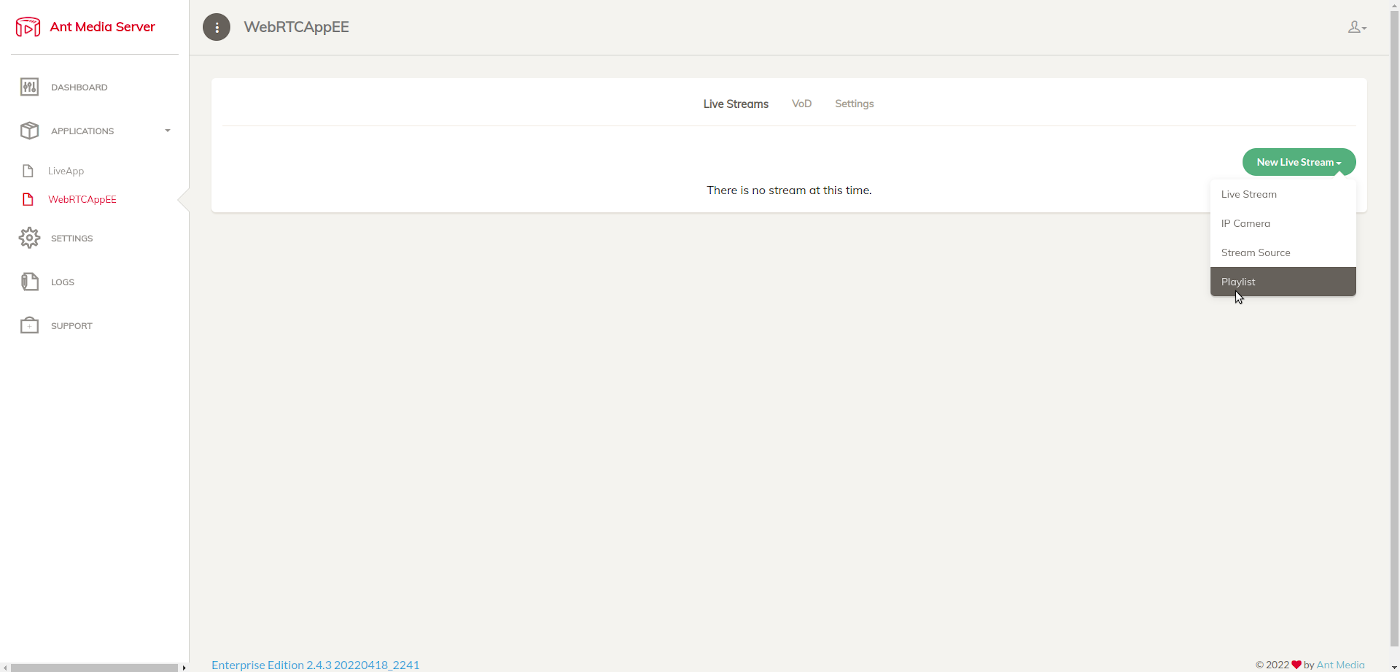 Ant Media Server
WebRTCAppEE
DASHBOARD
APPLICATIONS
LiveApp
WebRTCAppEE
SETTINGS
LOGS
SUPPORT
Live Streams VoD Settings
New Live Stream
There is no stream at this time.
Live Stream
IP Camera
Stream Source
Playlist
Enterprise Edition 2.4.3 20220418_2241
© 2022 ❤ by Ant Media